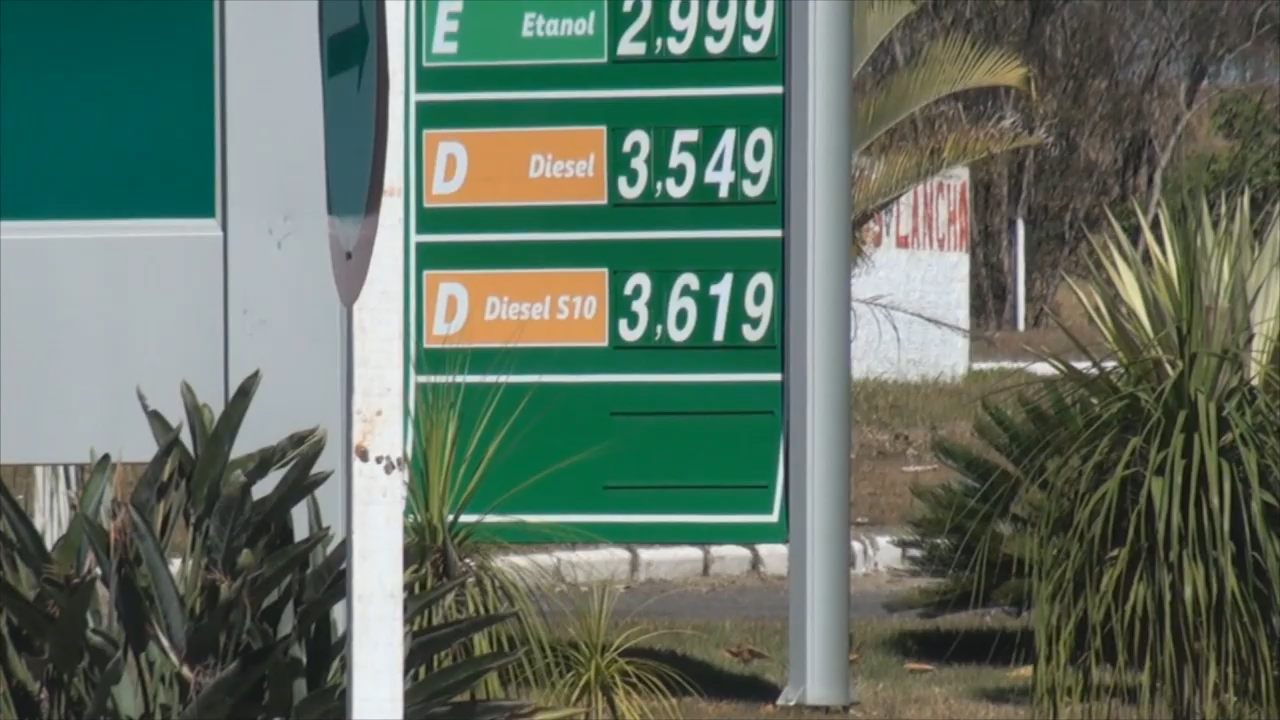 E Etanol 2,999
D Diesel 3,549
D Diesel S10 3,619
LANCHA